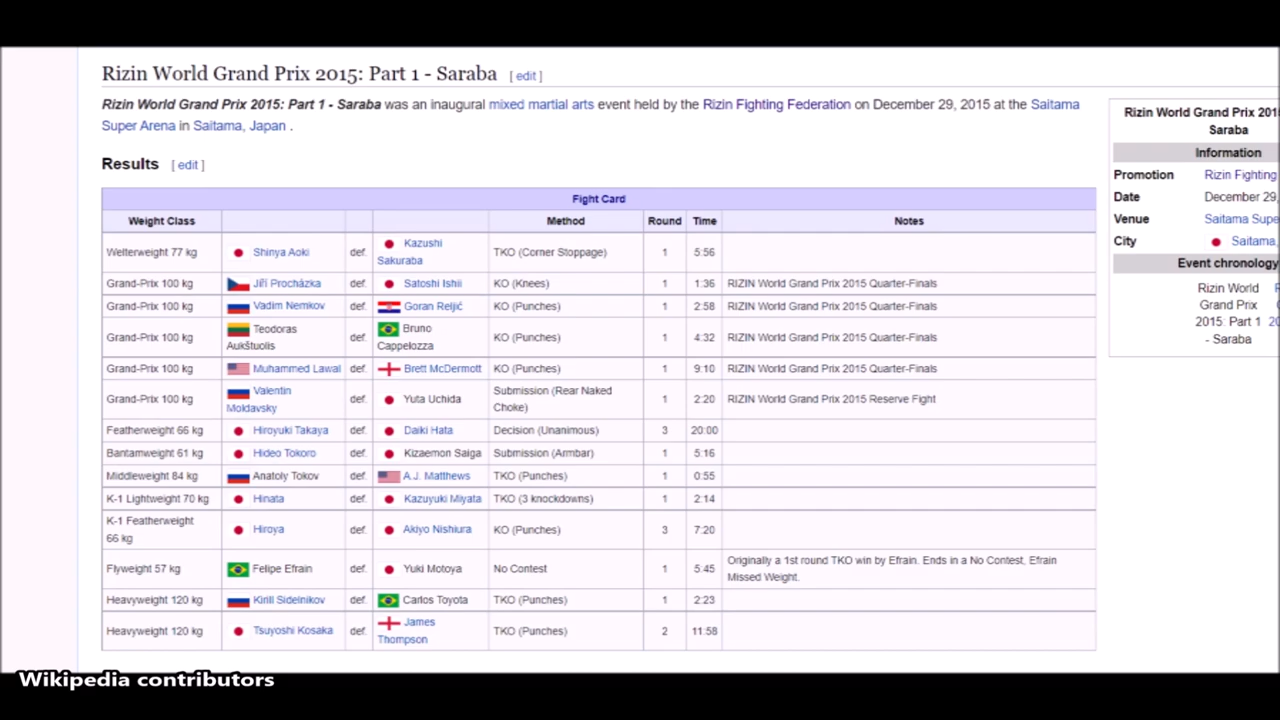 Rizin World Grand Prix 2015: Part 1 - Saraba [ edit ]
Rizin World Grand Prix 2015: Part 1 - Saraba was an inaugural mixed martial arts event held by the Rizin Fighting Federation on December 29, 2015 at the Saitama
Super Arena in Saitama, Japan .
Results [ edit ]
Fight Card
Weight Class Method Round Time Notes
Welterweight 77 kg Shinya Aoki def. Kazushi Sakuraba TKO (Corner Stoppage) 1 5:56
Grand-Prix 100 kg Jiří Procházka def. Satoshi Ishii KO (Knees) 1 1:36 RIZIN World Grand Prix 2015 Quarter-Finals
Grand-Prix 100 kg Vadim Nemkov def. Goran Reljić KO (Punches) 1 2:58 RIZIN World Grand Prix 2015 Quarter-Finals
Grand-Prix 100 kg Teodoras Aukštuolis def. Bruno Cappelozza KO (Punches) 1 4:32 RIZIN World Grand Prix 2015 Quarter-Finals
Grand-Prix 100 kg Muhammed Lawal def. Brett McDermott KO (Punches) 1 9:10 RIZIN World Grand Prix 2015 Quarter-Finals
Grand-Prix 100 kg Valentin Moldavsky def. Yuta Uchida Submission (Rear Naked Choke) 1 2:20 RIZIN World Grand Prix 2015 Reserve Fight
Featherweight 66 kg Hiroyuki Takaya def. Daiki Hata Decision (Unanimous) 3 20:00
Bantamweight 61 kg Hideo Tokoro def. Kizaemon Saiga Submission (Armbar) 1 5:16
Middleweight 84 kg Anatoly Tokov def. A.J. Matthews TKO (Punches) 1 0:55
K-1 Lightweight 70 kg Hinata def. Kazuyuki Miyata TKO (3 knockdowns) 1 2:14
K-1 Featherweight 66 kg Hiroya def. Akiyo Nishiura KO (Punches) 3 7:20
Flyweight 57 kg Felipe Efrain def. Yuki Motoya No Contest 1 5:45 Originally a 1st round TKO win by Efrain. Ends in a No Contest, Efrain Missed Weight.
Heavyweight 120 kg Kirill Sidelnikov def. Carlos Toyota TKO (Punches) 1 2:23
Heavyweight 120 kg Tsuyoshi Kosaka def. James Thompson TKO (Punches) 2 11:58
Rizin World Grand Prix 201
Saraba
Information
Promotion Rizin Fighting
Date December 29,
Venue Saitama Supe
City Saitama,
Event chronology
Rizin World
Grand Prix
2015: Part 1 20
- Saraba
Wikipedia contributors